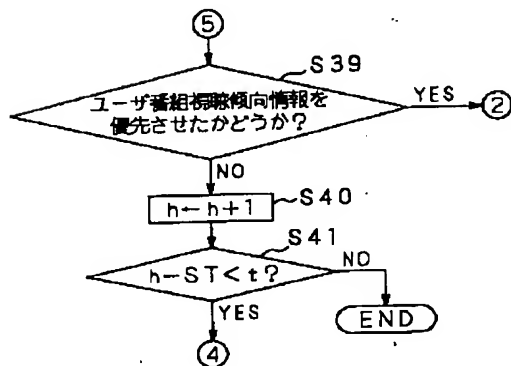 ⑤
S39
ユーザ番組視聴傾向情報を
優先させたかどうか?
YES
②
NO
S40
h←h+1
S41
h-ST<t?
NO
YES
END
④